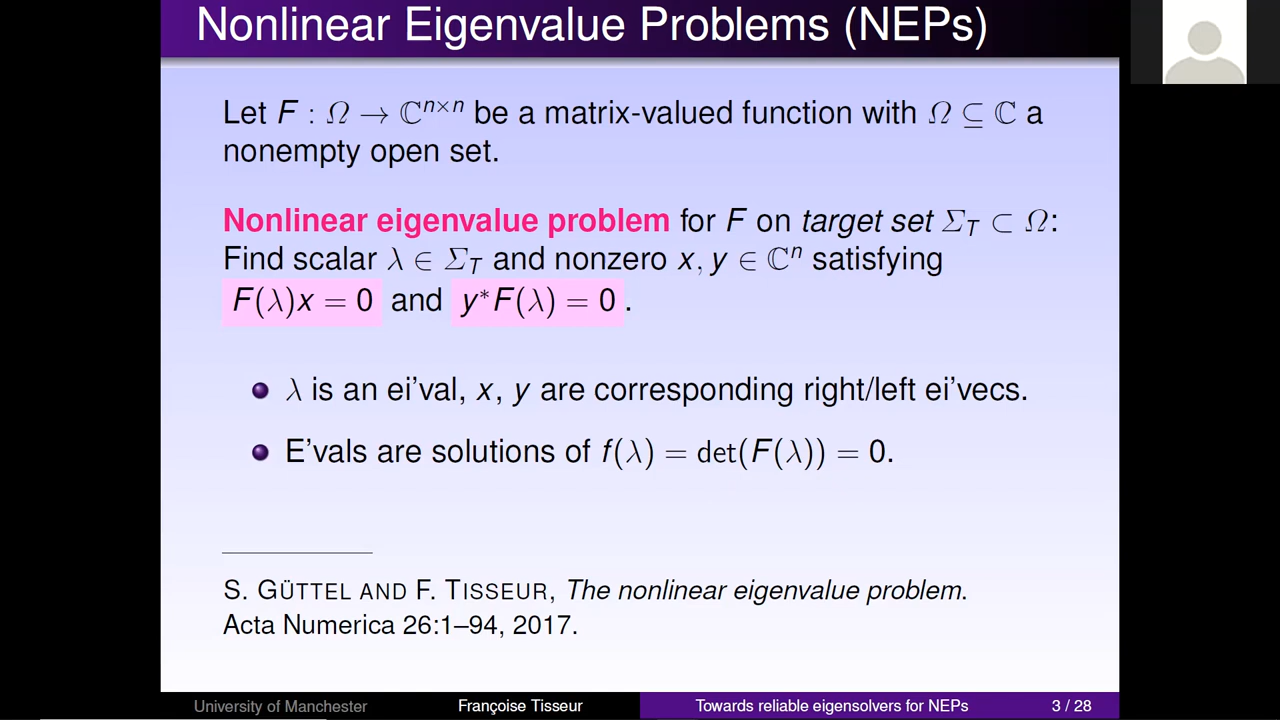 Nonlinear Eigenvalue Problems (NEPs)
Let F : Ω → ℂⁿˣⁿ be a matrix-valued function with Ω ⊆ ℂ a
nonempty open set.
Nonlinear eigenvalue problem for F on target set Σ_T ⊂ Ω:
Find scalar λ ∈ Σ_T and nonzero x, y ∈ ℂⁿ satisfying
F(λ)x = 0 and y*F(λ) = 0 .
λ is an ei'val, x, y are corresponding right/left ei'vecs.
E'vals are solutions of f(λ) = det(F(λ)) = 0.
S. GÜTTEL AND F. TISSEUR, The nonlinear eigenvalue problem.
Acta Numerica 26:1–94, 2017.
University of Manchester Françoise Tisseur Towards reliable eigensolvers for NEPs 3 / 28